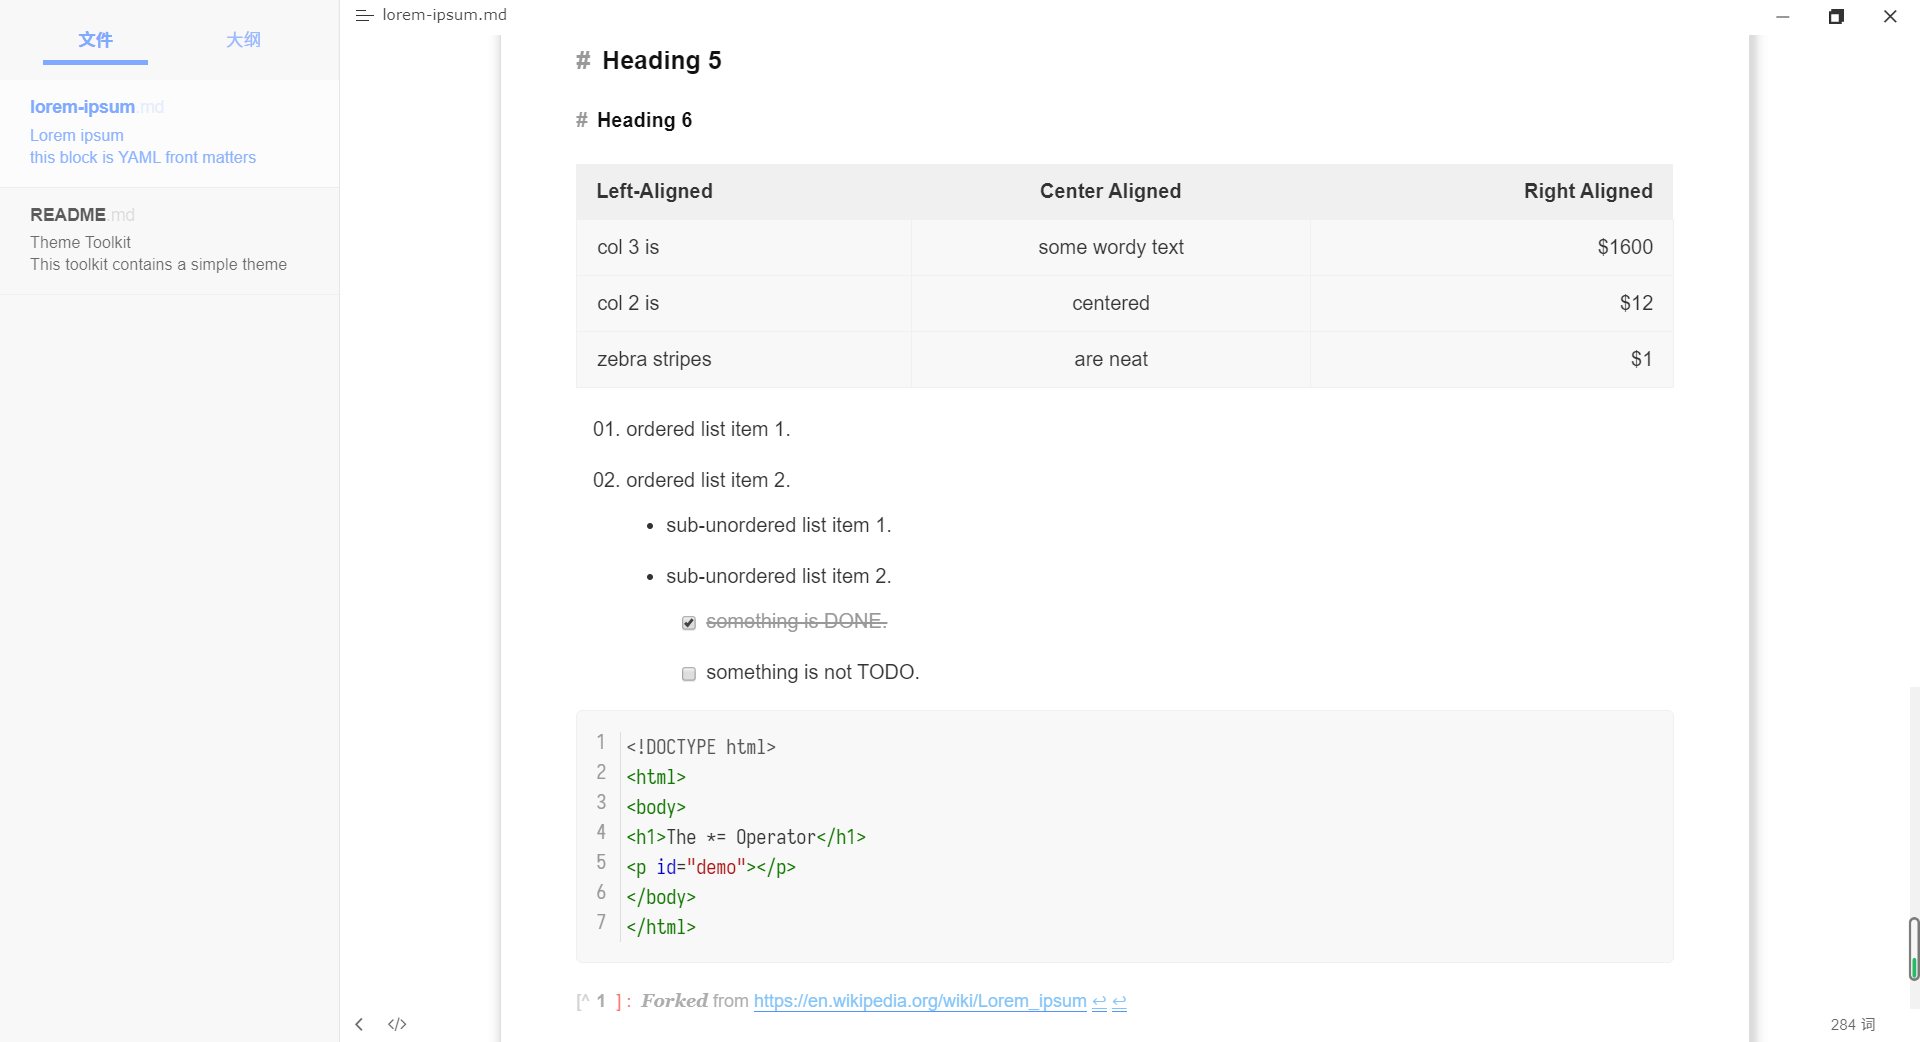 文件 大纲
lorem-ipsum.md
Lorem ipsum
this block is YAML front matters
README.md
Theme Toolkit
This toolkit contains a simple theme
lorem-ipsum.md
# Heading 5
# Heading 6
Left-Aligned Center Aligned Right Aligned
col 3 is some wordy text $1600
col 2 is centered $12
zebra stripes are neat $1
01. ordered list item 1.
02. ordered list item 2.
• sub-unordered list item 1.
• sub-unordered list item 2.
something is DONE.
something is not TODO.
1 <!DOCTYPE html>
2 <html>
3 <body>
4 <h1>The *= Operator</h1>
5 <p id="demo"></p>
6 </body>
7 </html>
[^ 1 ] : Forked from https://en.wikipedia.org/wiki/Lorem_ipsum ↩ ↩
</>
284 词